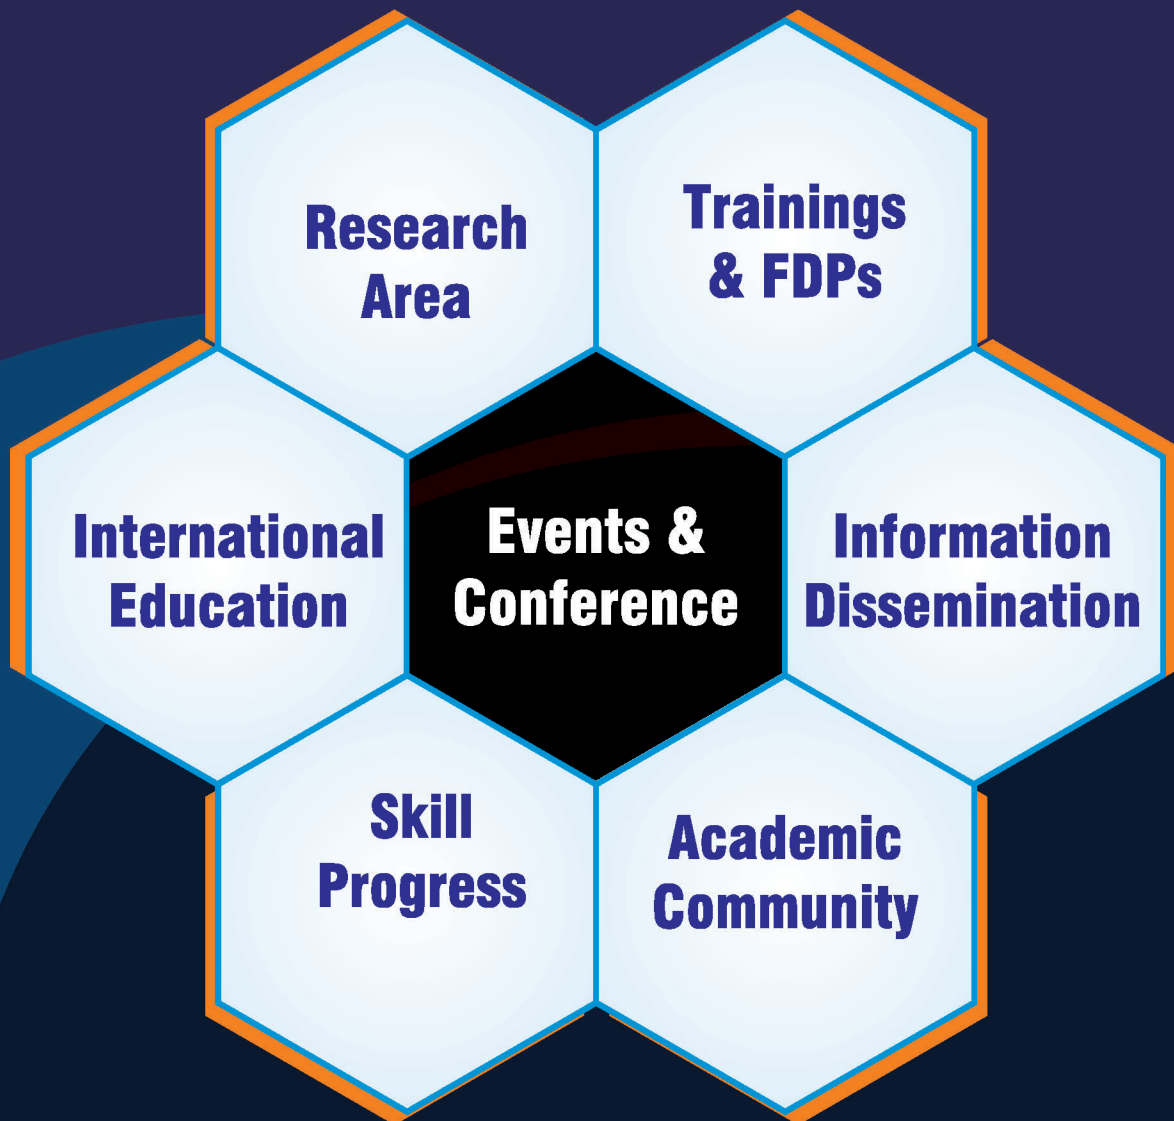 Research
Area
Trainings
& FDPs
International
Education
Events &
Conference
Information
Dissemination
Skill
Progress
Academic
Community